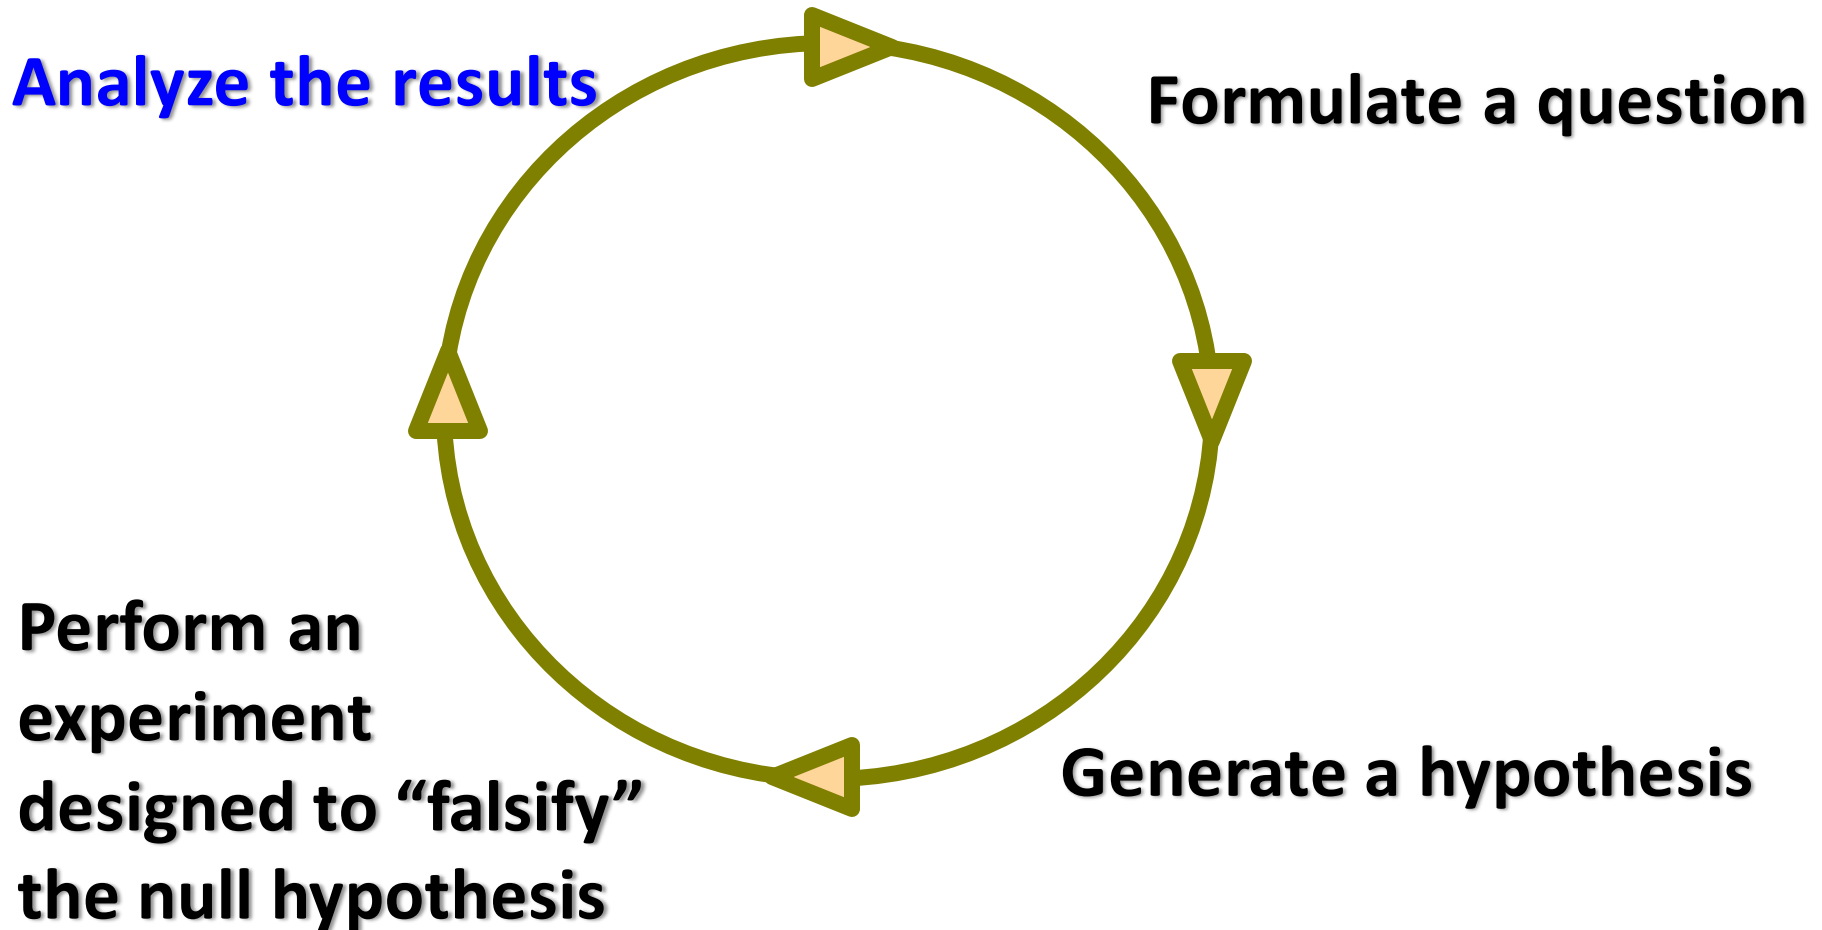 Analyze the results
Formulate a question
Perform an
experiment
designed to “falsify”
the null hypothesis
Generate a hypothesis